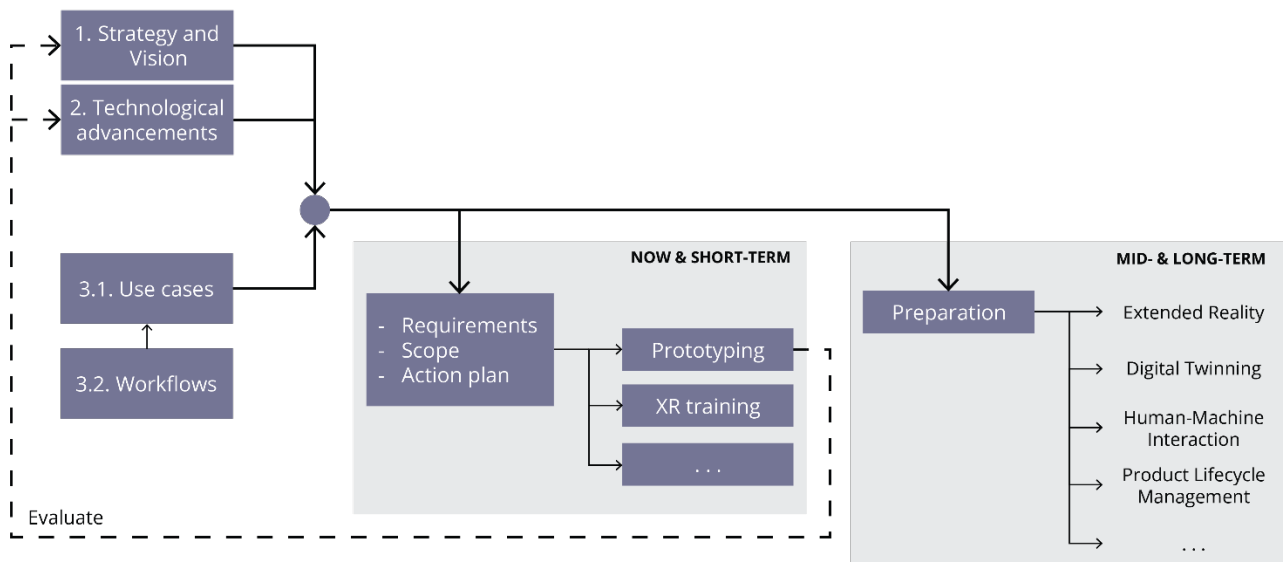 1. Strategy and
Vision
2. Technological
advancements
3.1. Use cases
3.2. Workflows
Evaluate
NOW & SHORT-TERM
- Requirements
- Scope
- Action plan
Prototyping
XR training
. . .
MID- & LONG-TERM
Preparation
Extended Reality
Digital Twinning
Human-Machine
Interaction
Product Lifecycle
Management
. . .